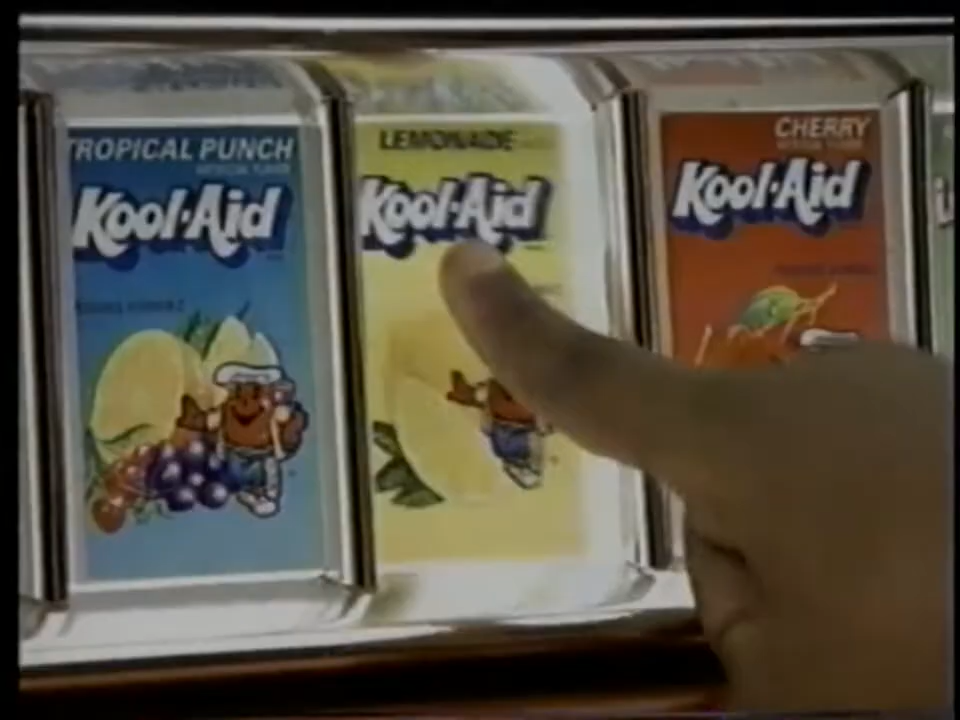 TROPICAL PUNCH
Kool-Aid
LEMONADE
Kool-Aid
CHERRY
Kool-Aid